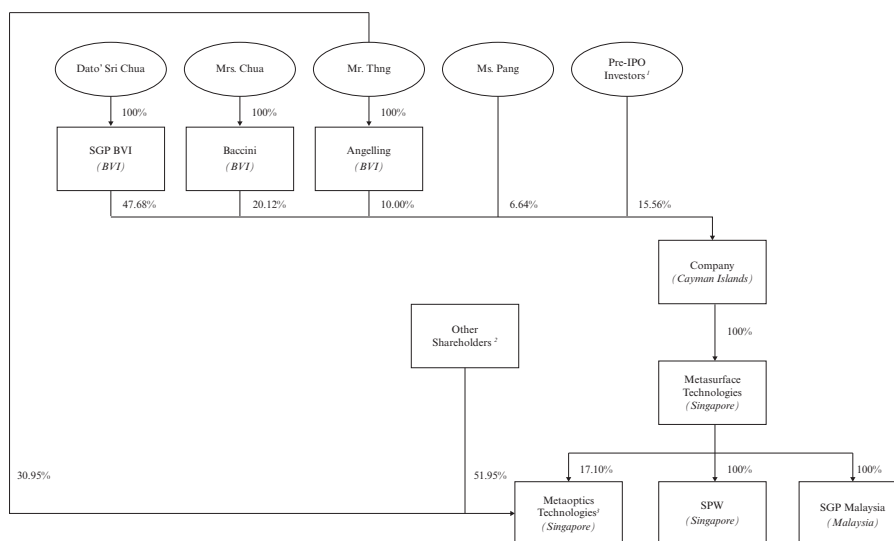 Dato' Sri Chua
Mrs. Chua
Mr. Thng
Ms. Pang
Pre-IPO
Investors 1
100%
100%
100%
SGP BVI
(BVI)
Baccini
(BVI)
Angelling
(BVI)
47.68%
20.12%
10.00%
6.64%
15.56%
Company
(Cayman Islands)
Other
Shareholders 2
100%
Metasurface
Technologies
(Singapore)
30.95%
51.95%
17.10%
100%
100%
Metaoptics
Technologies
(Singapore)
SPW
(Singapore)
SGP Malaysia
(Malaysia)